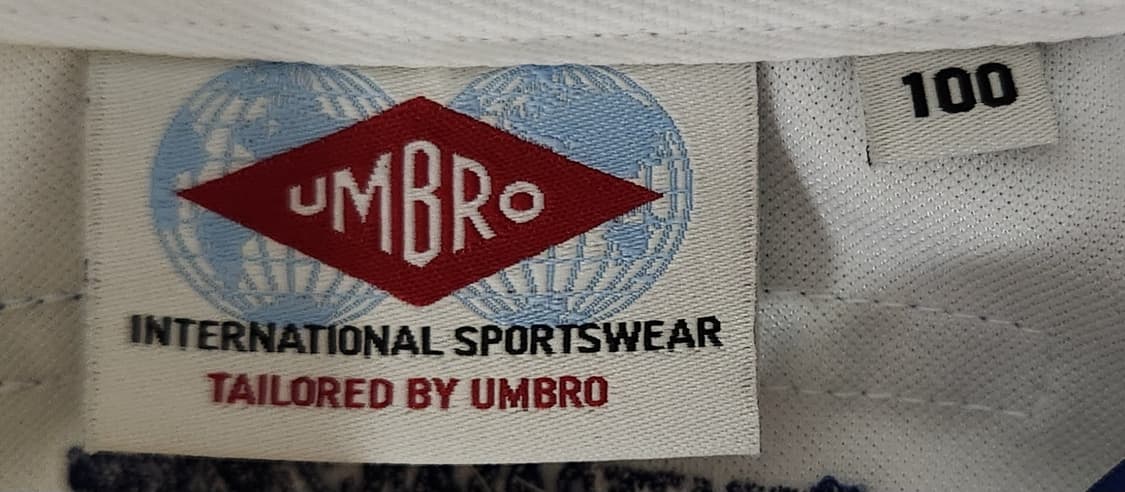 UMBRO
INTERNATIONAL SPORTSWEAR
TAILORED BY UMBRO
100